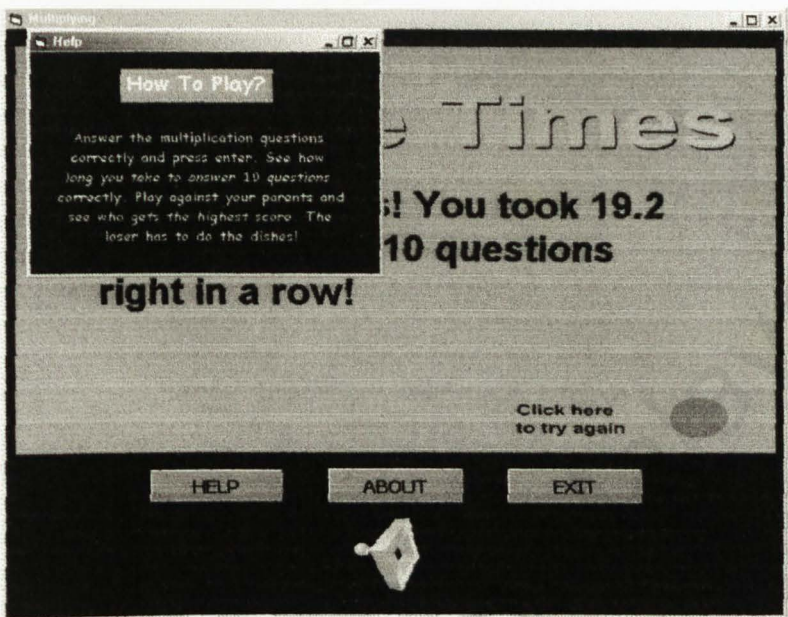 Multiplying
Help
How To Play?
Answer the multiplication questions
correctly and press enter. See how
long you take to answer 10 questions
correctly. Play against your parents and
see who gets the highest score. The
loser has to do the dishes!
e Times
s! You took 19.2
10 questions
right in a row!
Click here
to try again
HELP
ABOUT
EXIT